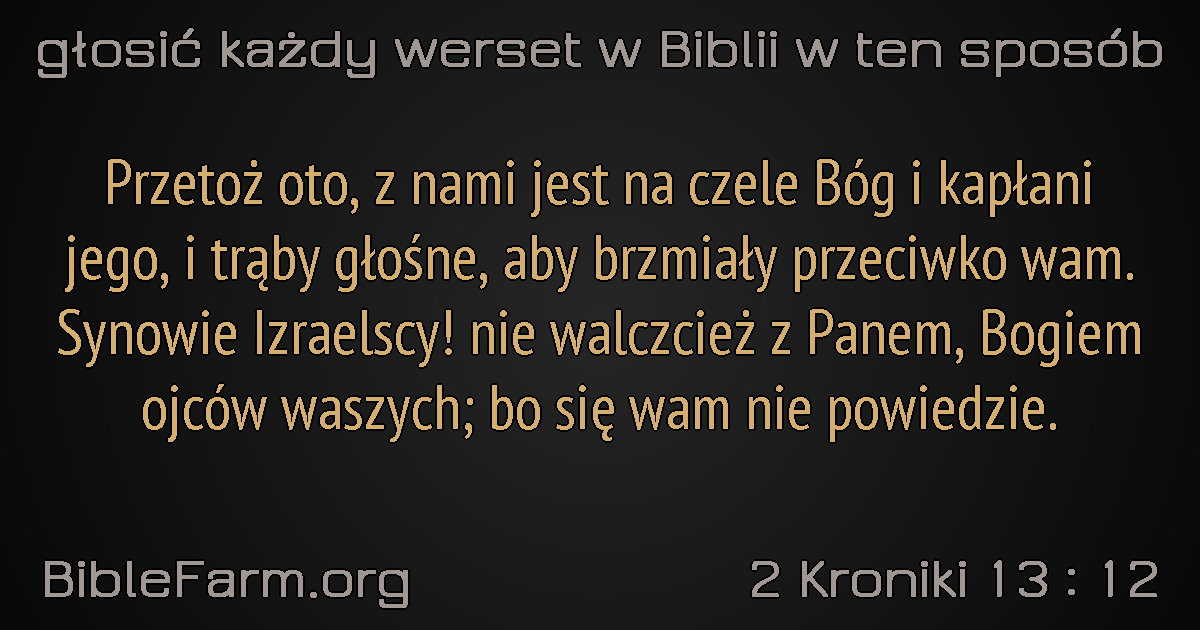 głosić każdy werset w Biblii w ten sposób
Przetoż oto, z nami jest na czele Bóg i kapłani
jego, i trąby głośne, aby brzmiały przeciwko wam.
Synowie Izraelscy! nie walczcież z Panem, Bogiem
ojców waszych; bo się wam nie powiedzie.
BibleFarm.org
2 Kroniki 13 : 12